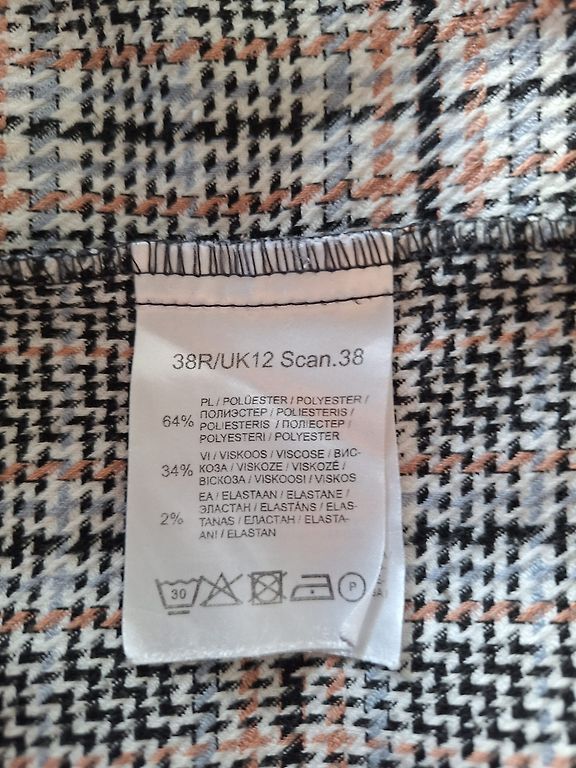 38R/UK12 Scan.38
64% PL / POLÜESTER / POLYESTER /
ПОЛИЭСТЕР / POLIESTERIS /
POLIESTERIS / ПОЛІЕСТЕР /
POLYESTERI / POLYESTER
34% VI / VISKOOS / VISCOSE / ВИС-
КОЗА / VISKOZE / VISKOZĖ /
ВІСКОЗА / VISKOOSI / VISKOS
2% EA / ELASTAAN / ELASTANE /
ЭЛАСТАН / ELASTĀNS / ELAS-
TANAS / ЕЛАСТАН / ELASTA-
ANI / ELASTAN
30 P